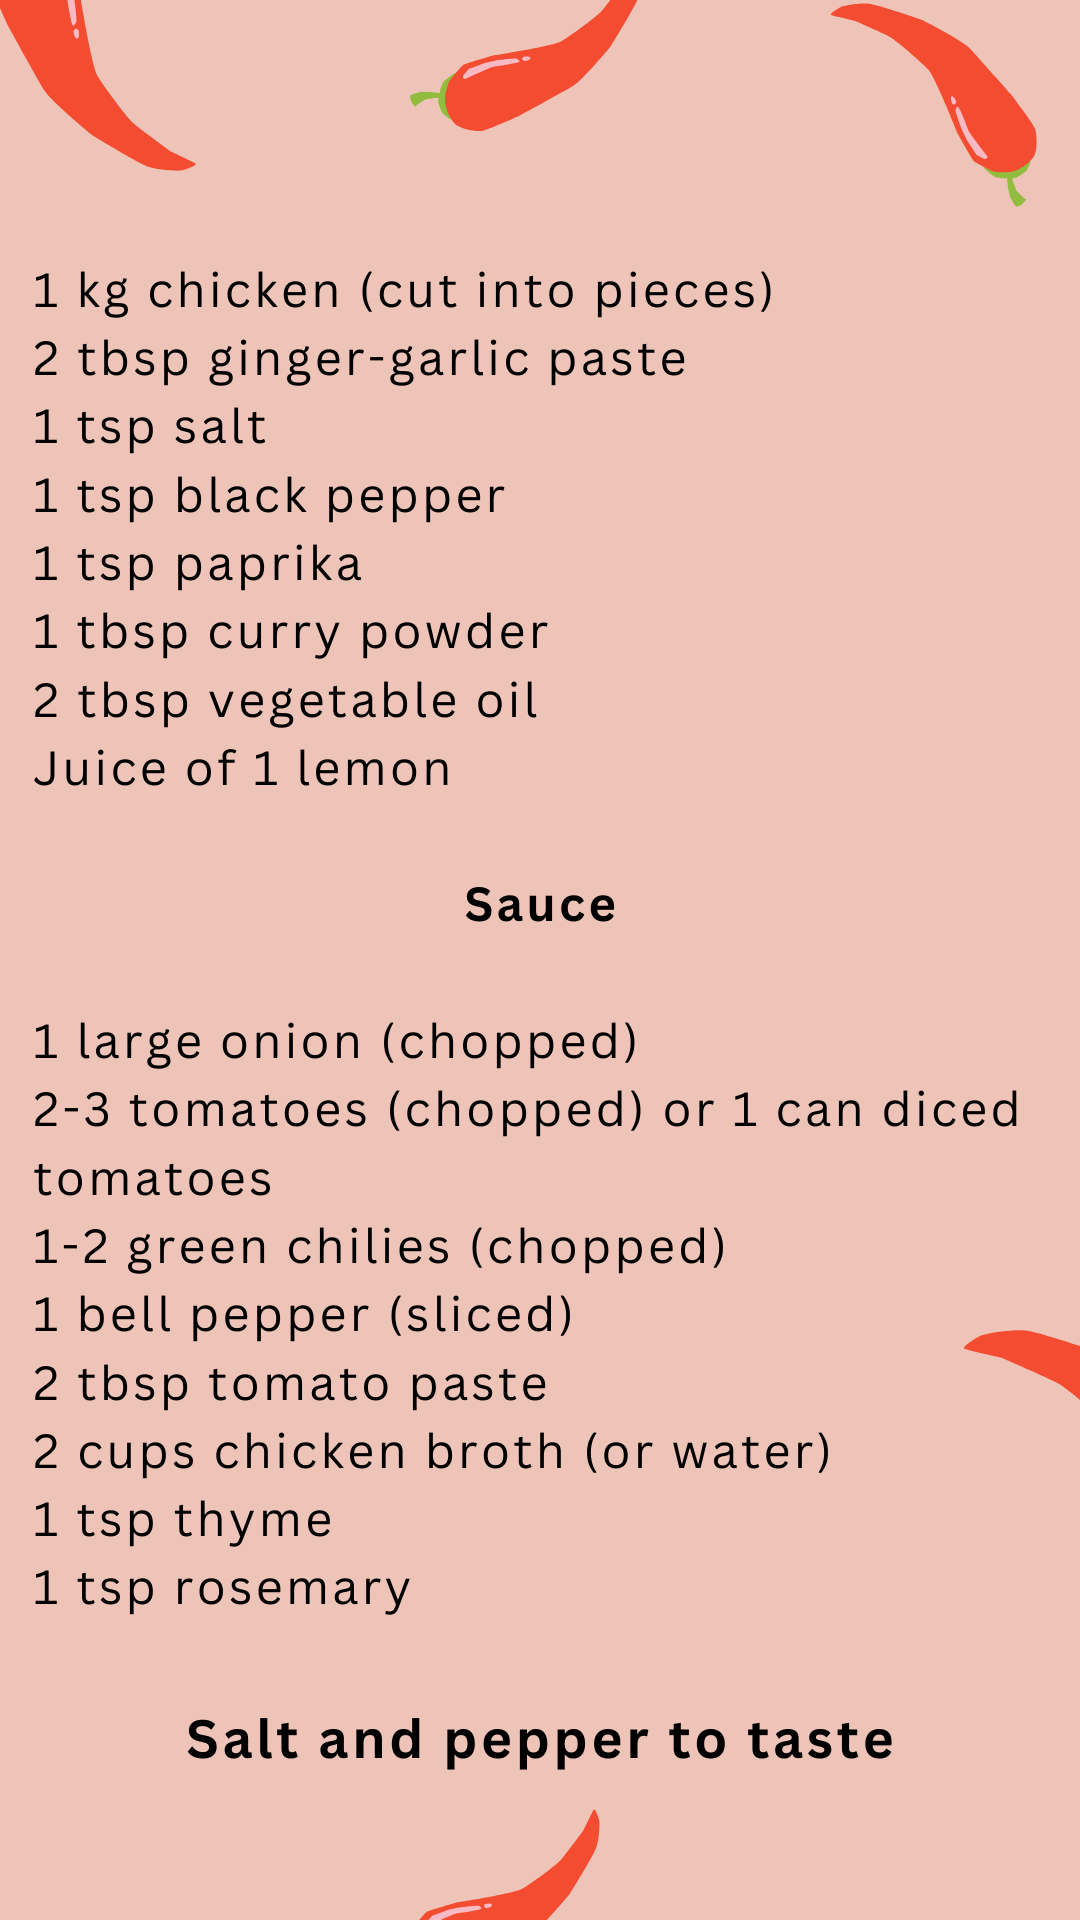 1 kg chicken (cut into pieces)
2 tbsp ginger-garlic paste
1 tsp salt
1 tsp black pepper
1 tsp paprika
1 tbsp curry powder
2 tbsp vegetable oil
Juice of 1 lemon
Sauce
1 large onion (chopped)
2-3 tomatoes (chopped) or 1 can diced
tomatoes
1-2 green chilies (chopped)
1 bell pepper (sliced)
2 tbsp tomato paste
2 cups chicken broth (or water)
1 tsp thyme
1 tsp rosemary
Salt and pepper to taste